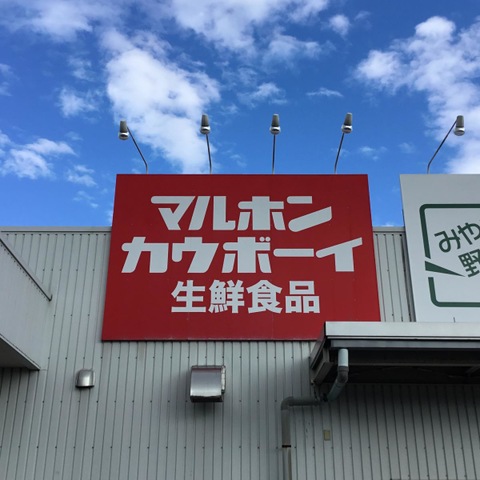 マルホン
カウボーイ
生鮮食品
みや
野